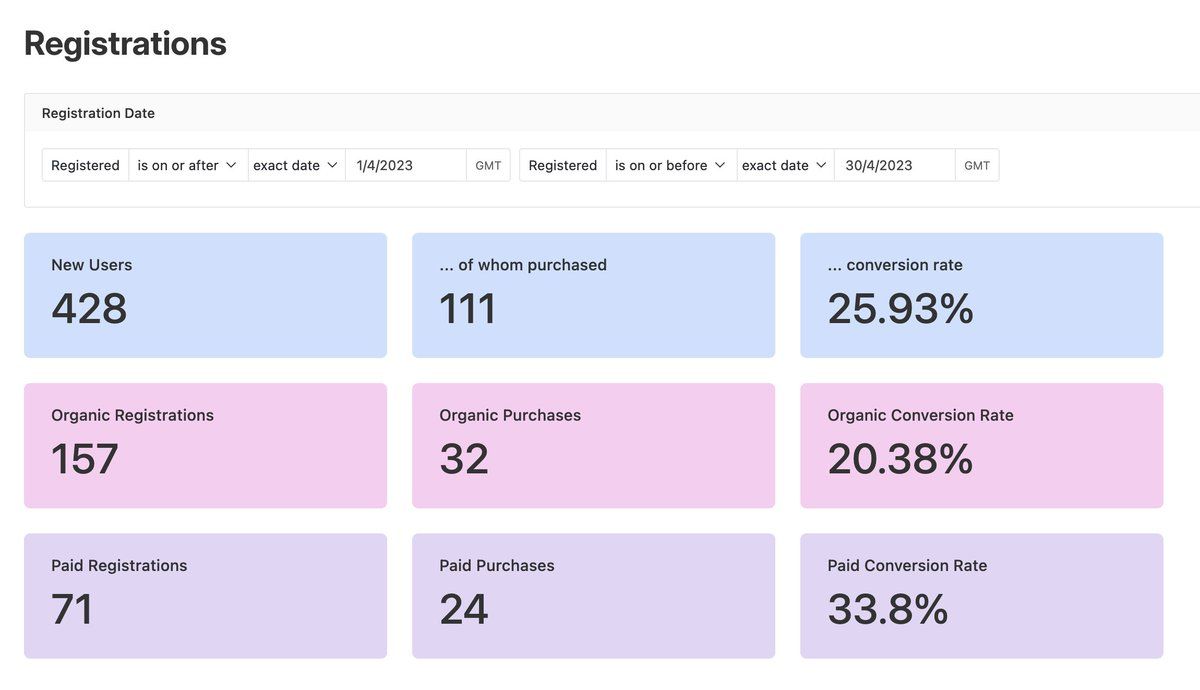 Registrations
Registration Date
Registered is on or after exact date 1/4/2023 GMT Registered is on or before exact date 30/4/2023 GMT
New Users ... of whom purchased ... conversion rate
428 111 25.93%
Organic Registrations Organic Purchases Organic Conversion Rate
157 32 20.38%
Paid Registrations Paid Purchases Paid Conversion Rate
71 24 33.8%